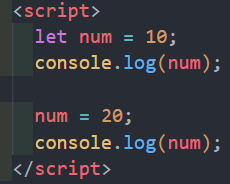 <script>
let num = 10;
console.log(num);
num = 20;
console.log(num);
</script>